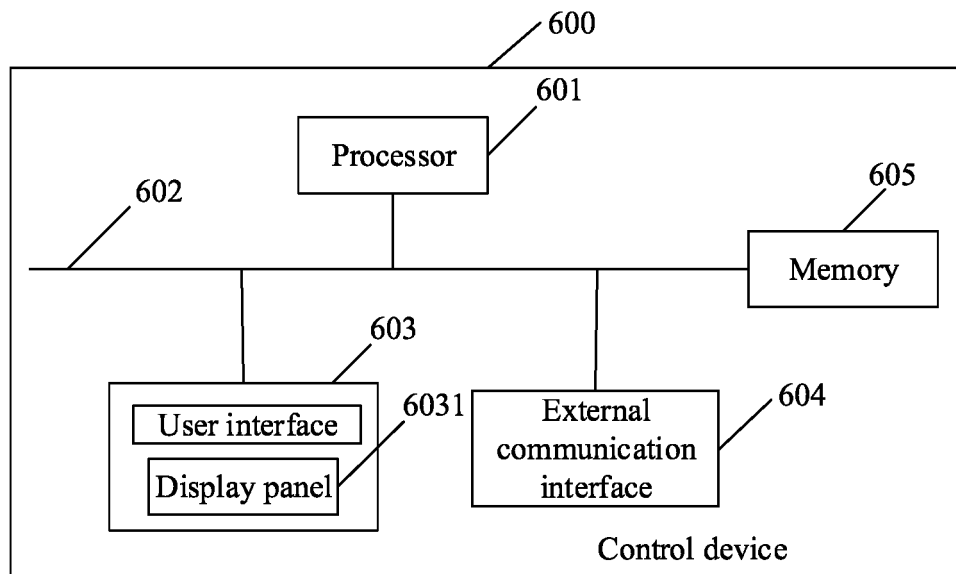 600
601
Processor
602
605
Memory
603
User interface
6031
Display panel
External
communication
interface
604
Control device